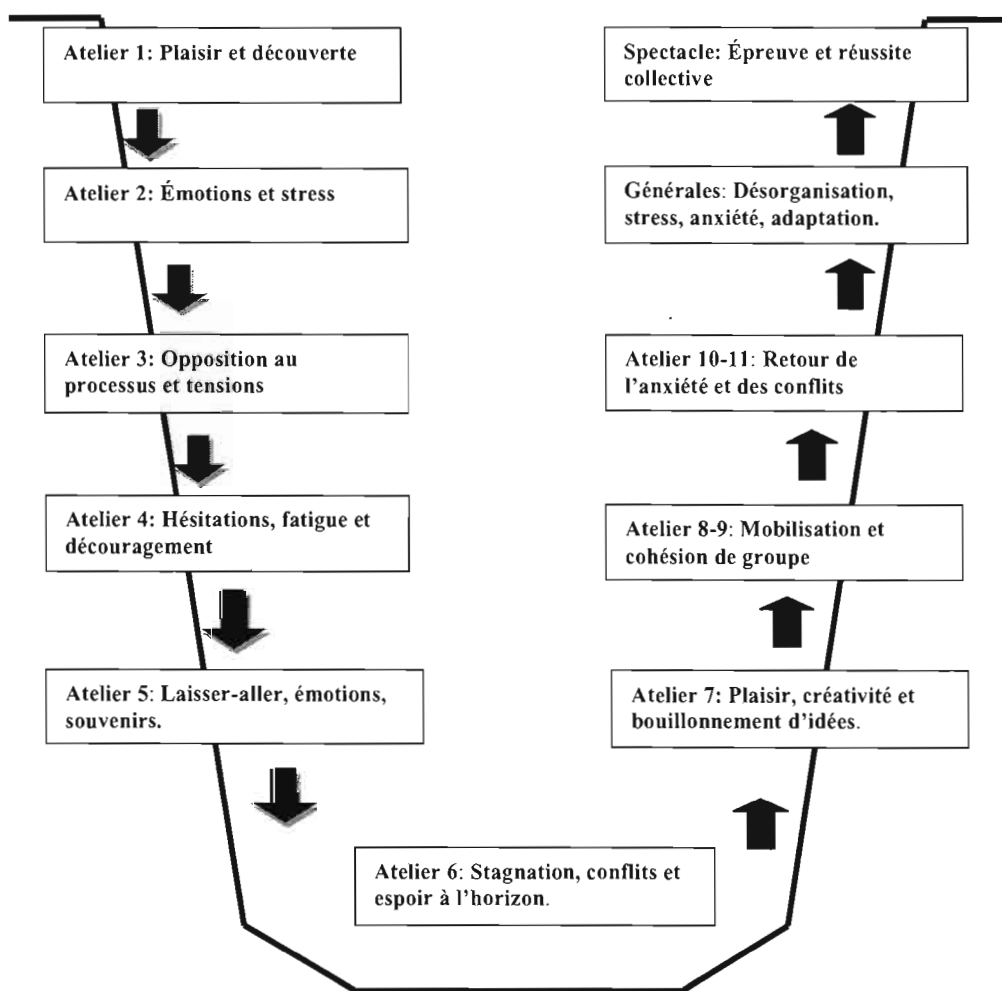 Atelier 1: Plaisir et découverte
Atelier 2: Émotions et stress
Atelier 3: Opposition au
processus et tensions
Atelier 4: Hésitations, fatigue et
découragement
Atelier 5: Laisser-aller, émotions,
souvenirs.
Atelier 6: Stagnation, conflits et
espoir à l'horizon.
Atelier 7: Plaisir, créativité et
bouillonnement d'idées.
Atelier 8-9: Mobilisation et
cohésion de groupe
Atelier 10-11: Retour de
l'anxiété et des conflits
Générales: Désorganisation,
stress, anxiété, adaptation.
Spectacle: Épreuve et réussite
collective